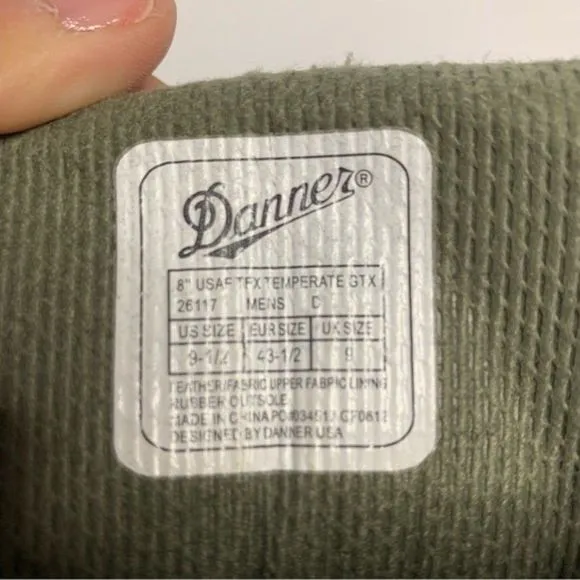 Danner®
8" USAF TFX TEMPERATE GTX
26117 MENS D
US SIZE EUR SIZE UK SIZE
9-1/2 43-1/2 9
LEATHER/FABRIC UPPER FABRIC LINING
RUBBER OUTSOLE
MADE IN CHINA
DESIGNED BY DANNER USA